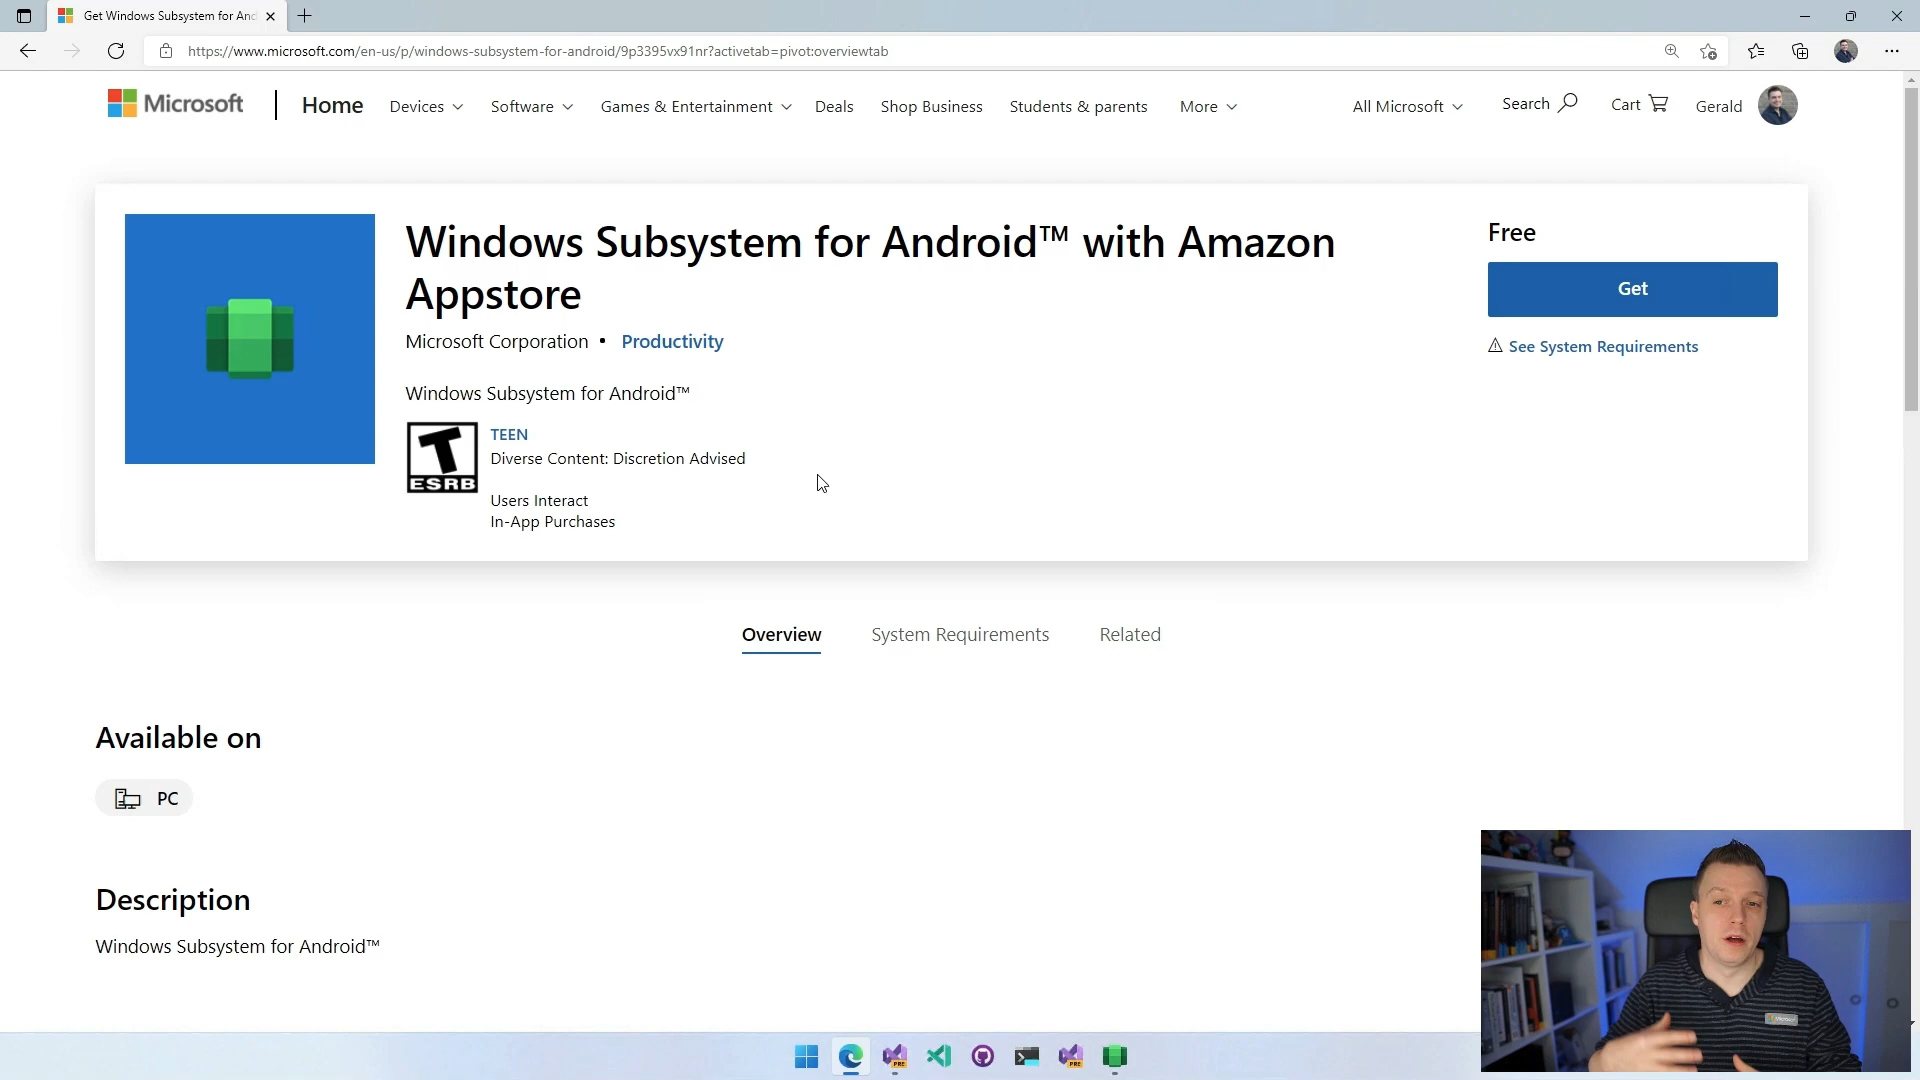 Get Windows Subsystem for And
https://www.microsoft.com/en-us/p/windows-subsystem-for-android/9p3395vx91nr?activetab=pivot:overviewtab
Microsoft
Home
Devices
Software
Games & Entertainment
Deals
Shop Business
Students & parents
More
All Microsoft
Search
Cart
Gerald
Windows Subsystem for Android™ with Amazon
Appstore
Microsoft Corporation • Productivity
Windows Subsystem for Android™
T
ESRB
TEEN
Diverse Content: Discretion Advised
Users Interact
In-App Purchases
Free
Get
See System Requirements
Overview
System Requirements
Related
Available on
PC
Description
Windows Subsystem for Android™
PRE
PRE